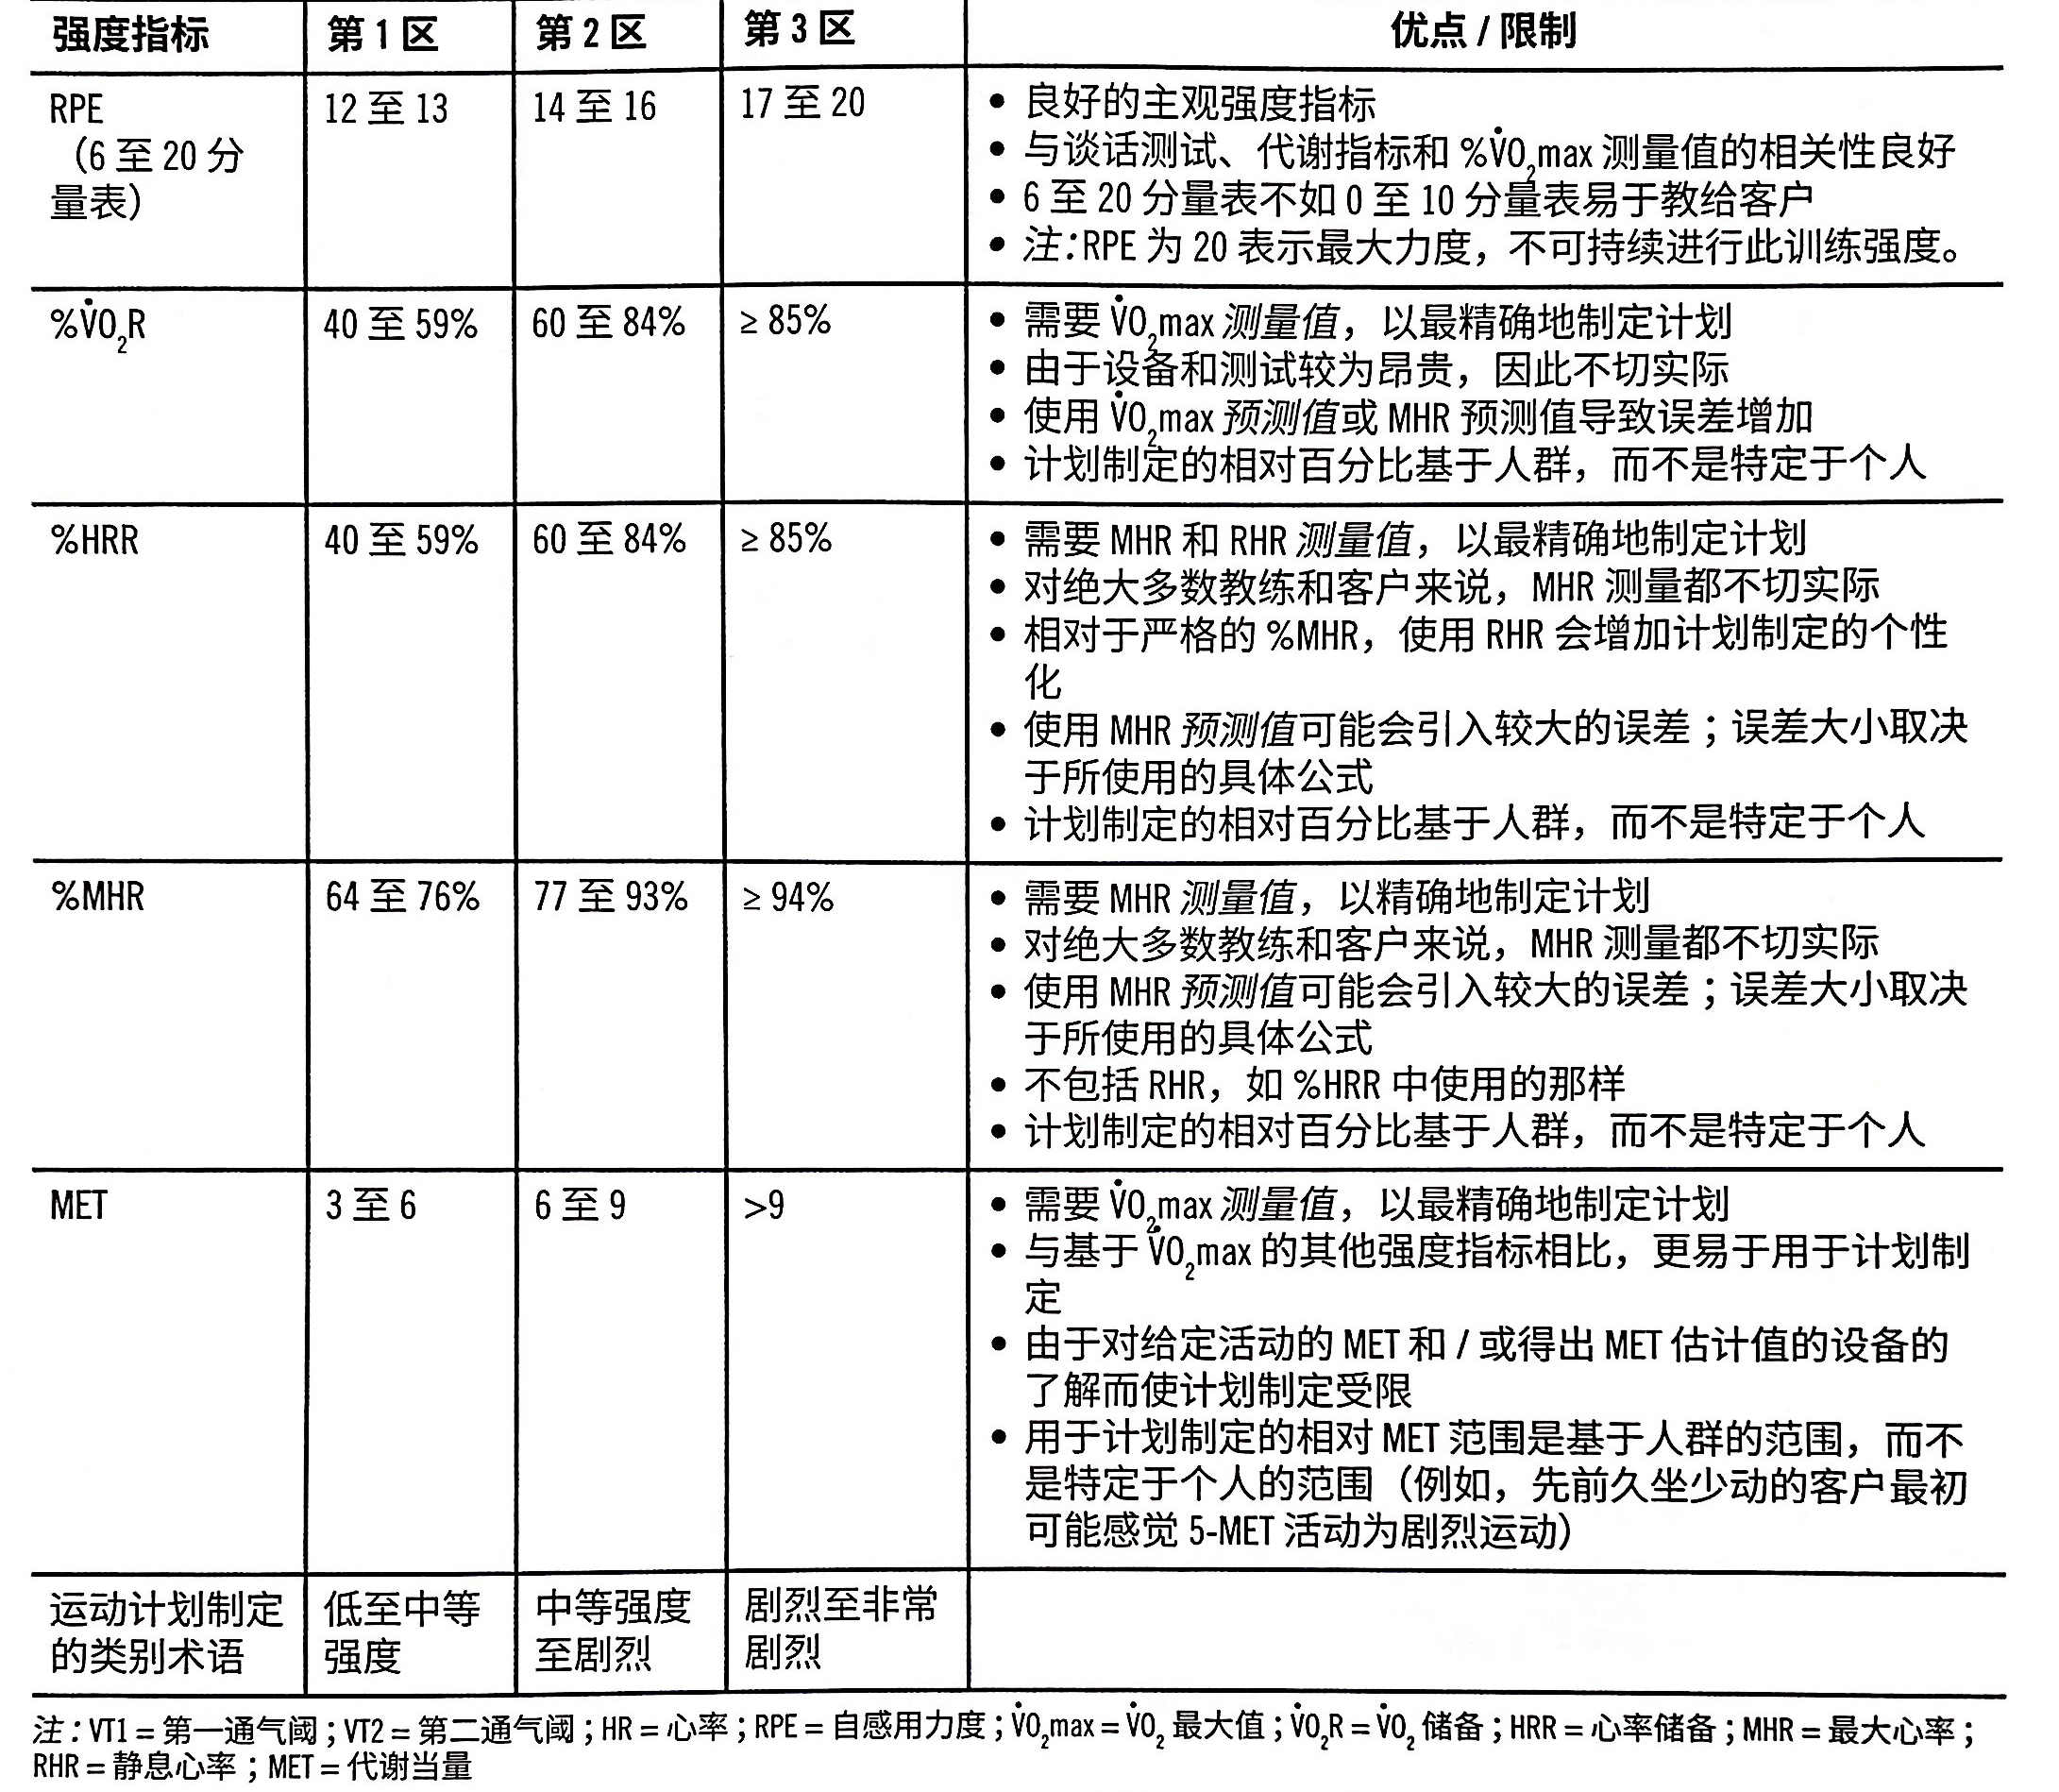 强度指标 第 1 区 第 2 区 第 3 区 优点 / 限制
RPE 12 至 13 14 至 16 17 至 20 • 良好的主观强度指标
（6 至 20 分 • 与谈话测试、代谢指标和 %V̇O₂max 测量值的相关性良好
量表） • 6 至 20 分量表不如 0 至 10 分量表易于教给客户
• 注：RPE 为 20 表示最大力度，不可持续进行此训练强度。
%V̇O₂R 40 至 59% 60 至 84% ≥ 85% • 需要 V̇O₂max 测量值，以最精确地制定计划
• 由于设备和测试较为昂贵，因此不切实际
• 使用 V̇O₂max 预测值或 MHR 预测值导致误差增加
• 计划制定的相对百分比基于人群，而不是特定于个人
%HRR 40 至 59% 60 至 84% ≥ 85% • 需要 MHR 和 RHR 测量值，以最精确地制定计划
• 对绝大多数教练和客户来说，MHR 测量都不切实际
• 相对于严格的 %MHR，使用 RHR 会增加计划制定的个性
化
• 使用 MHR 预测值可能会引入较大的误差；误差大小取决
于所使用的具体公式
• 计划制定的相对百分比基于人群，而不是特定于个人
%MHR 64 至 76% 77 至 93% ≥ 94% • 需要 MHR 测量值，以精确地制定计划
• 对绝大多数教练和客户来说，MHR 测量都不切实际
• 使用 MHR 预测值可能会引入较大的误差；误差大小取决
于所使用的具体公式
• 不包括 RHR，如 %HRR 中使用的那样
• 计划制定的相对百分比基于人群，而不是特定于个人
MET 3 至 6 6 至 9 >9 • 需要 V̇O₂max 测量值，以最精确地制定计划
• 与基于 V̇O₂max 的其他强度指标相比，更易于用于计划制
定
• 由于对给定活动的 MET 和 / 或得出 MET 估计值的设备的
了解而使计划制定受限
• 用于计划制定的相对 MET 范围是基于人群的范围，而不
是特定于个人的范围（例如，先前久坐少动的客户最初
可能感觉 5-MET 活动为剧烈运动）
运动计划制定 低至中等 中等强度 剧烈至非常
的类别术语 强度 至剧烈 剧烈
注：VT1 = 第一通气阈；VT2 = 第二通气阈；HR = 心率；RPE = 自感用力度；V̇O₂max = V̇O₂ 最大值；V̇O₂R = V̇O₂ 储备；HRR = 心率储备；MHR = 最大心率；
RHR = 静息心率；MET = 代谢当量